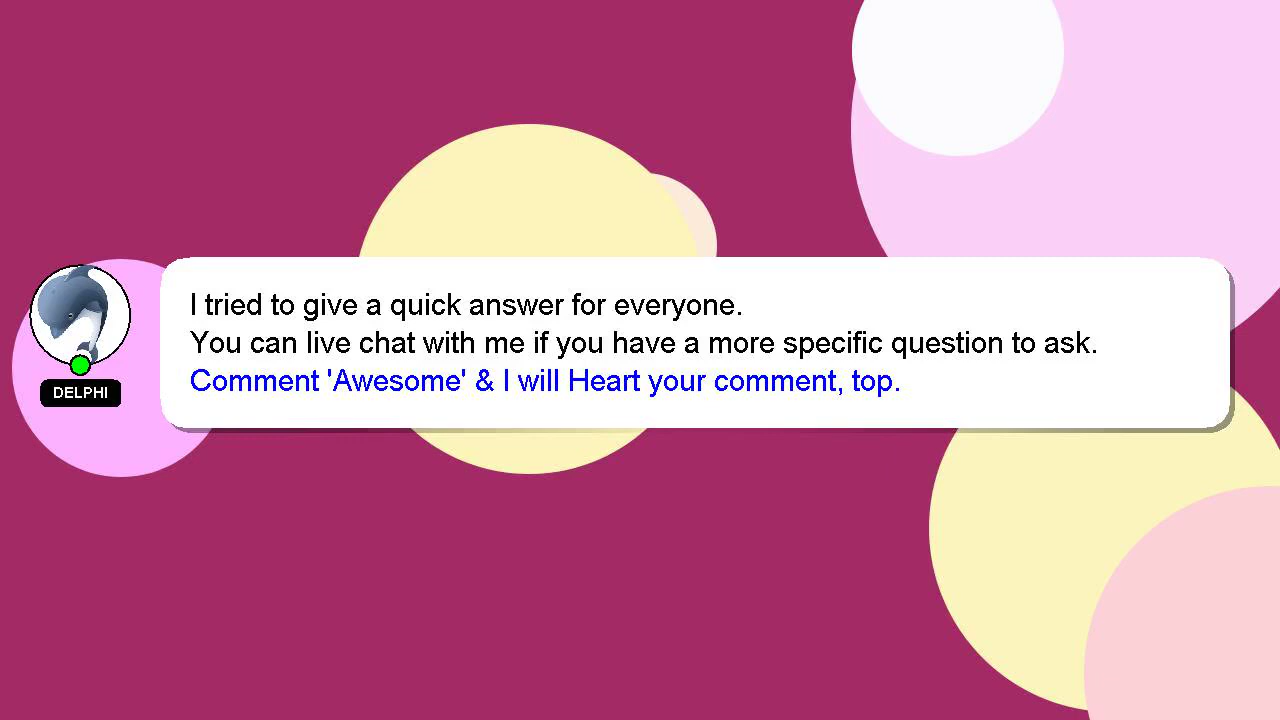 I tried to give a quick answer for everyone.
You can live chat with me if you have a more specific question to ask.
Comment 'Awesome' & I will Heart your comment, top.
DELPHI